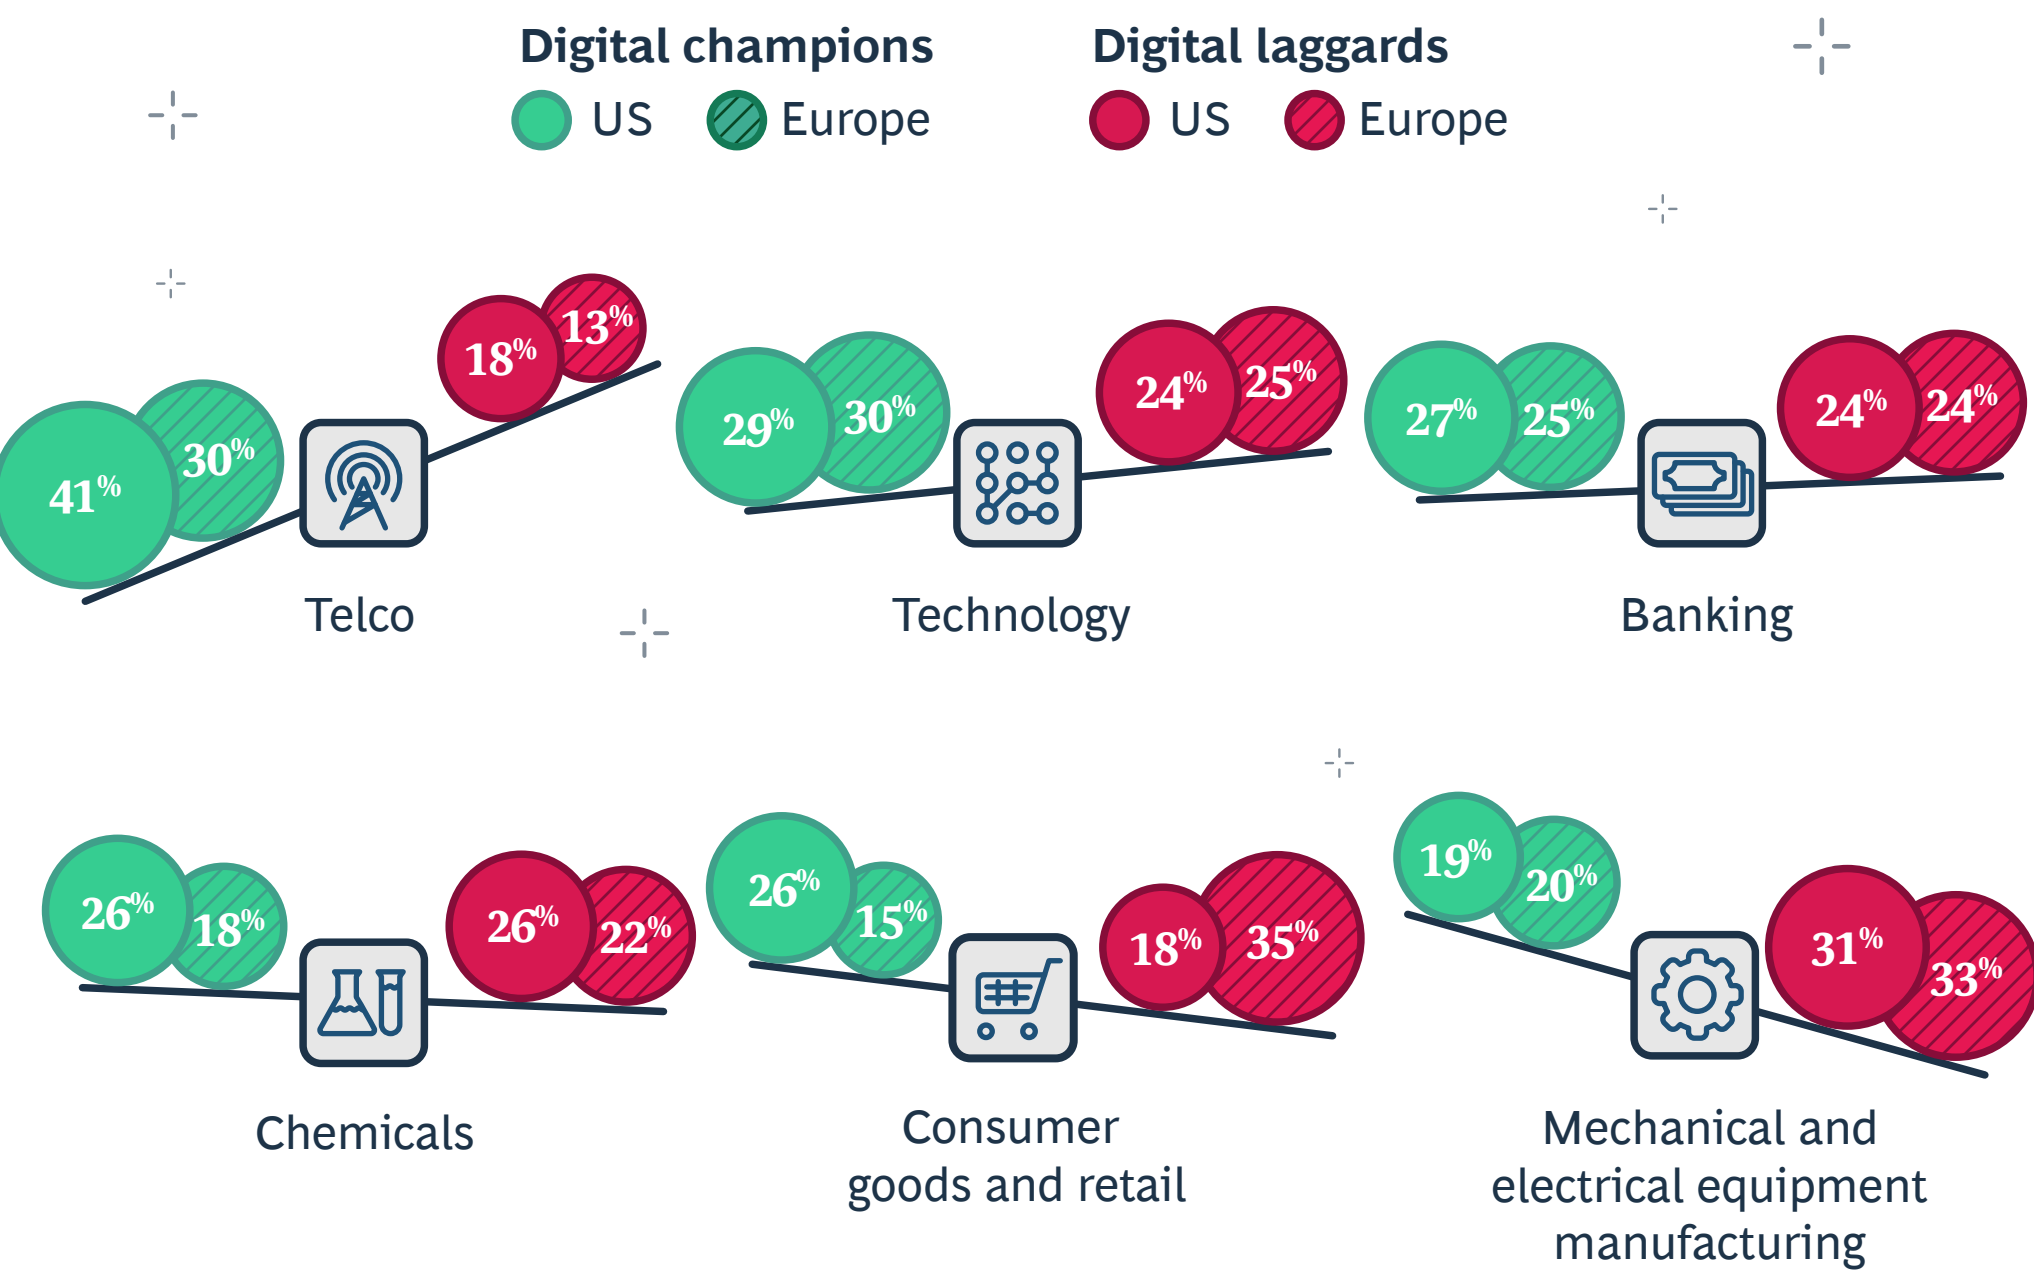 Digital champions
Digital laggards
US
Europe
US
Europe
41%
30%
18%
13%
Telco
29%
30%
24%
25%
Technology
27%
25%
24%
24%
Banking
26%
18%
26%
22%
Chemicals
26%
15%
18%
35%
Consumer
goods and retail
19%
20%
31%
33%
Mechanical and
electrical equipment
manufacturing